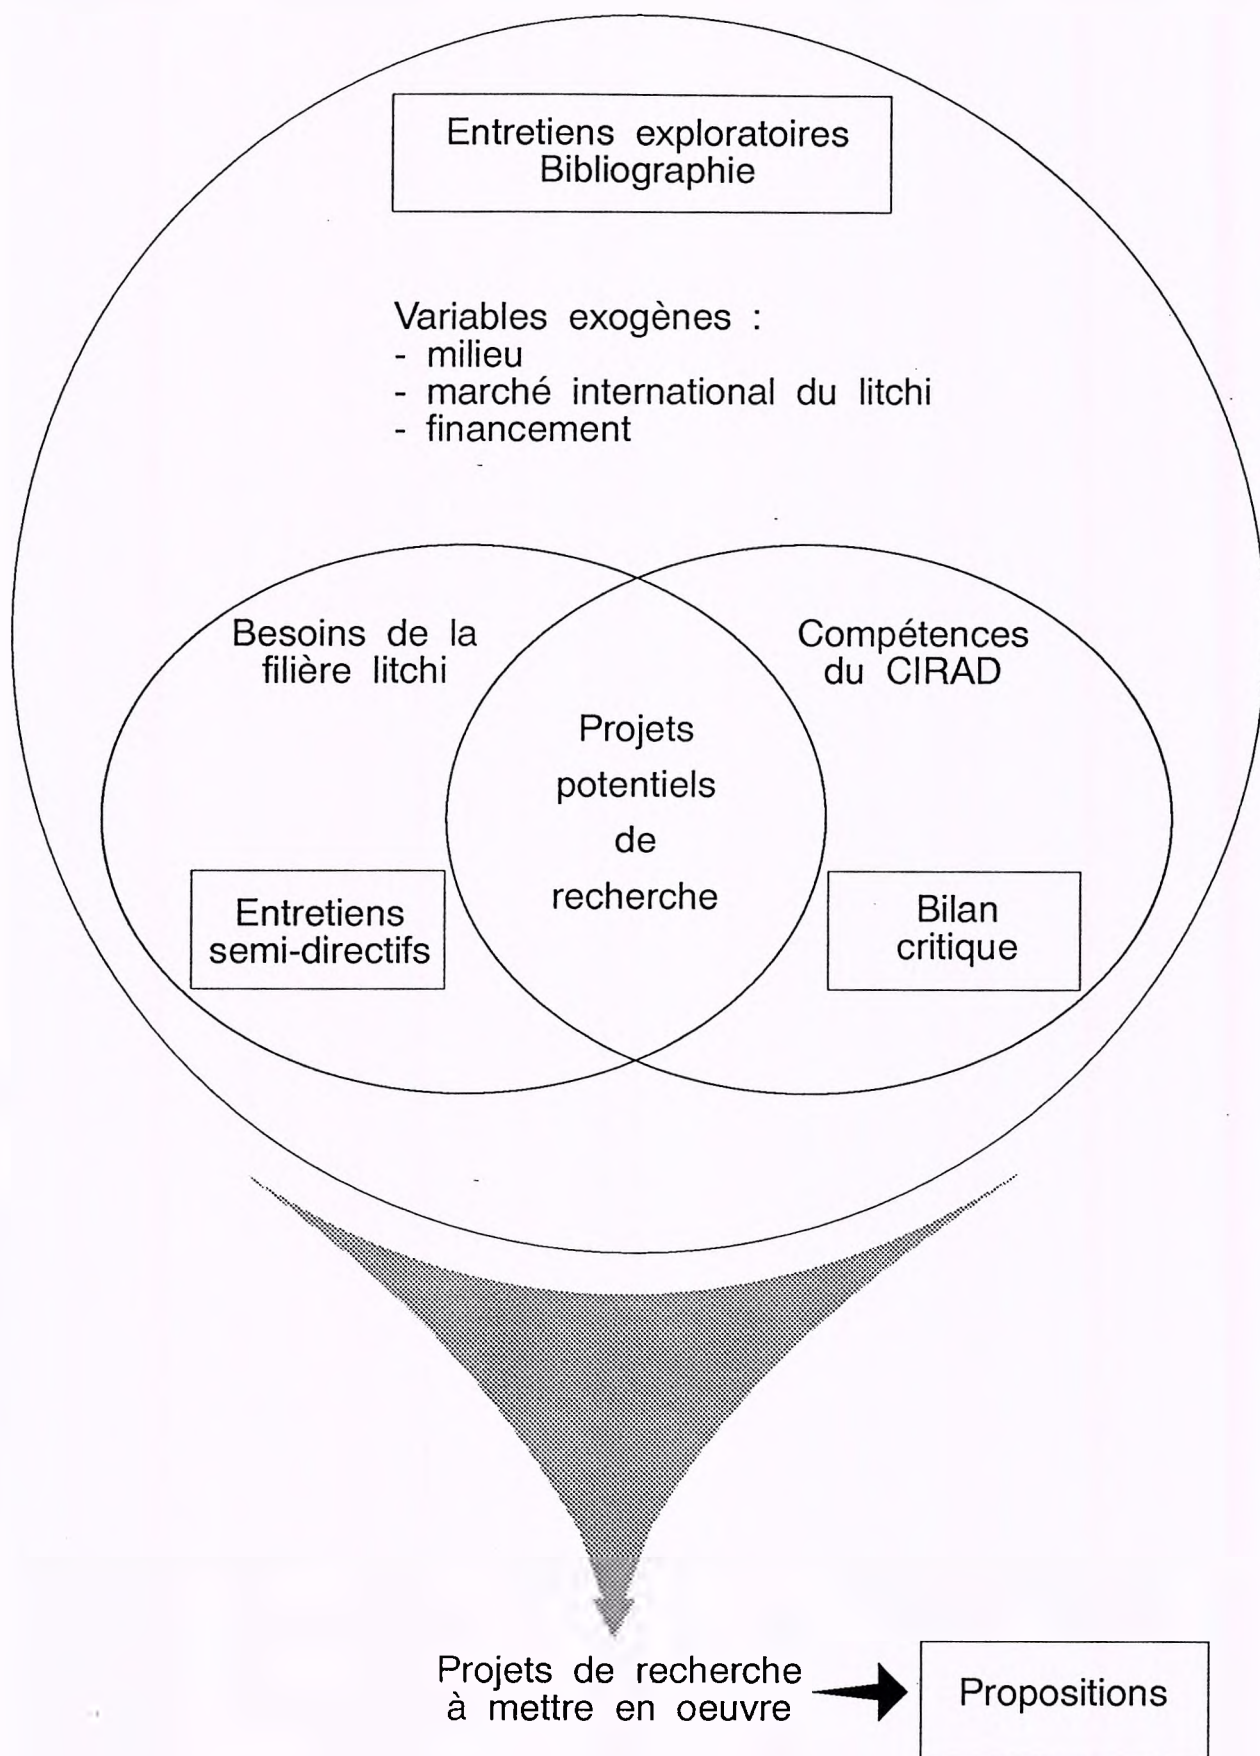 Entretiens exploratoires
Bibliographie
Variables exogènes :
- milieu
- marché international du litchi
- financement
Besoins de la
filière litchi
Compétences
du CIRAD
Projets
potentiels
de
recherche
Entretiens
semi-directifs
Bilan
critique
Projets de recherche
à mettre en oeuvre
Propositions